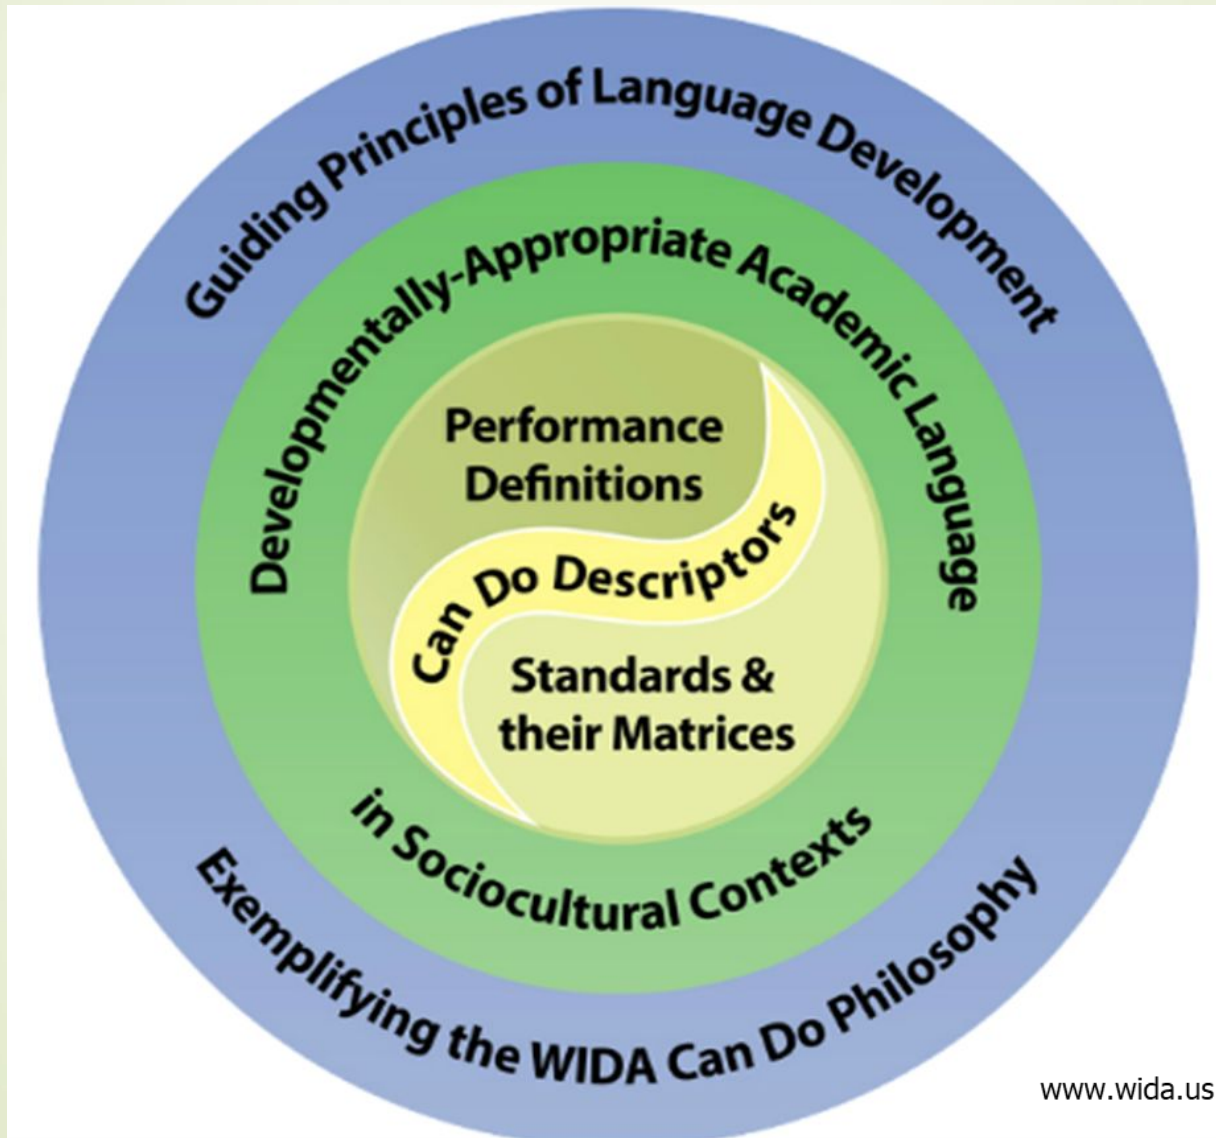 Guiding Principles of Language Development
Developmentally-Appropriate Academic Language
Performance
Definitions
Can Do Descriptors
Standards &
their Matrices
in Sociocultural Contexts
Exemplifying the WIDA Can Do Philosophy
www.wida.us